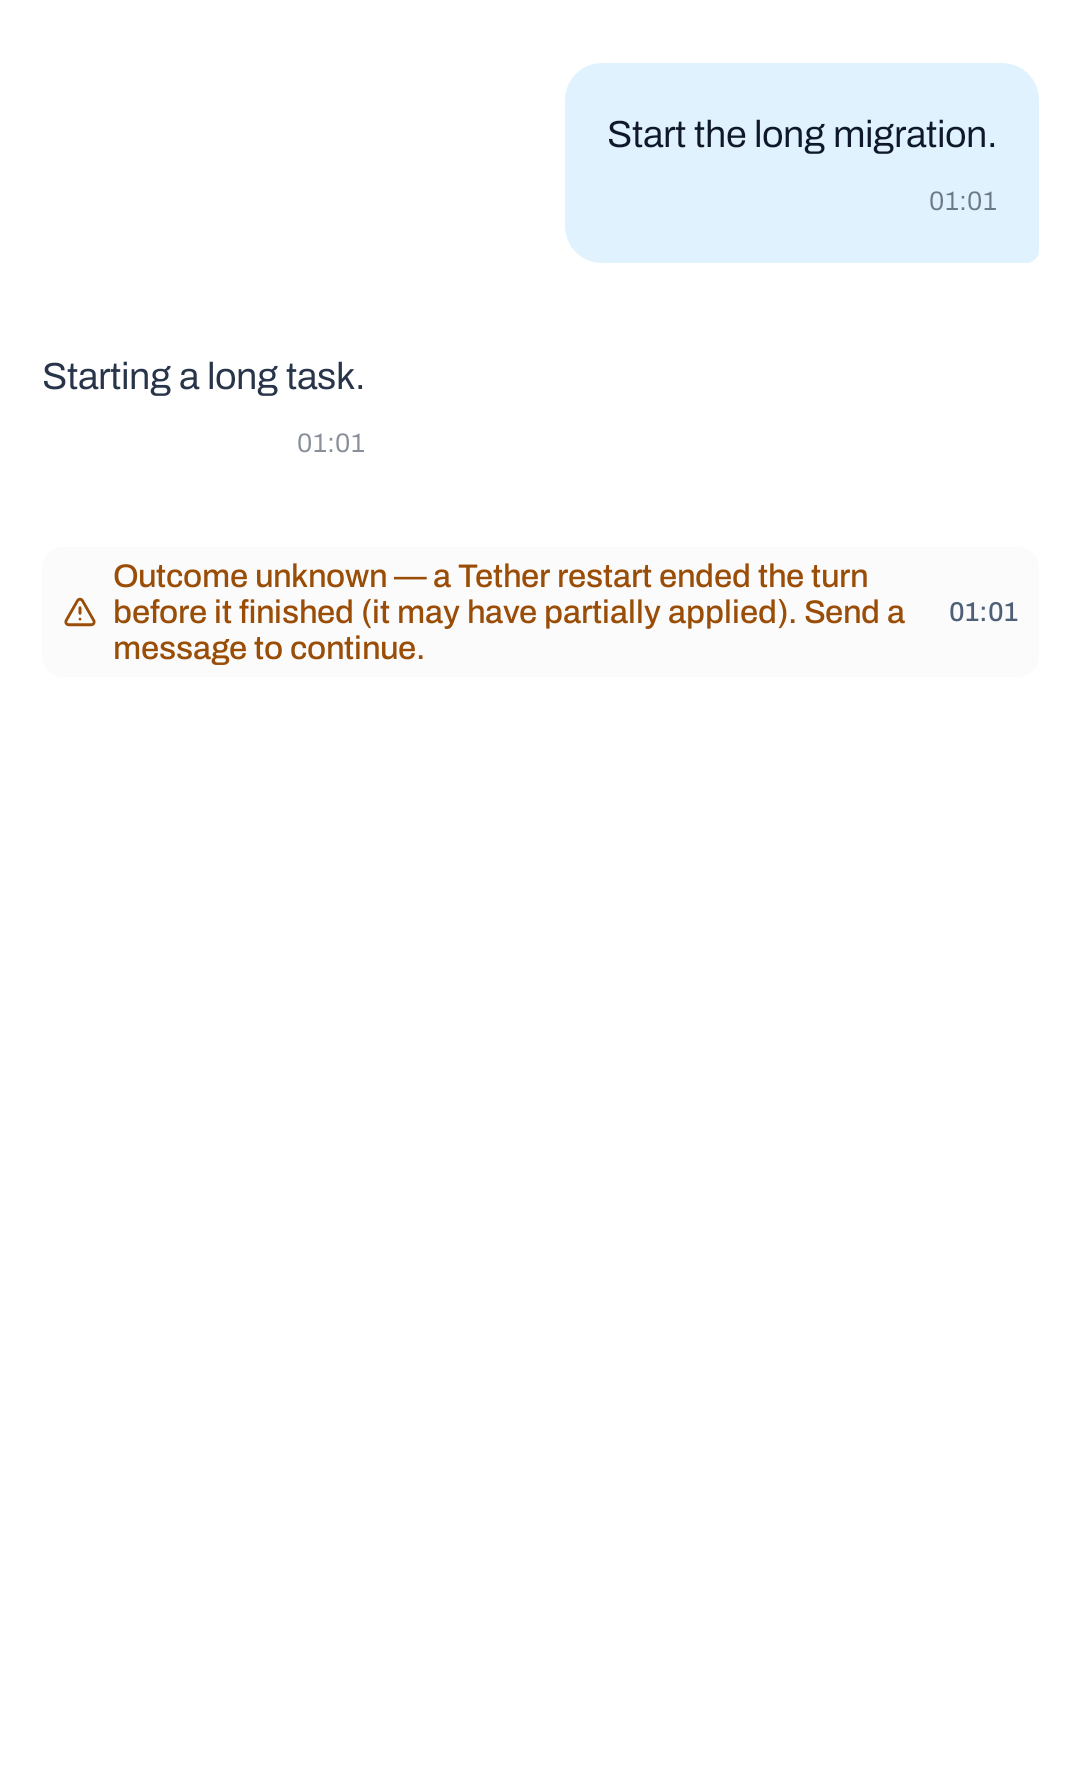 Start the long migration.
01:01
Starting a long task.
01:01
Outcome unknown — a Tether restart ended the turn
before it finished (it may have partially applied). Send a
message to continue.
01:01